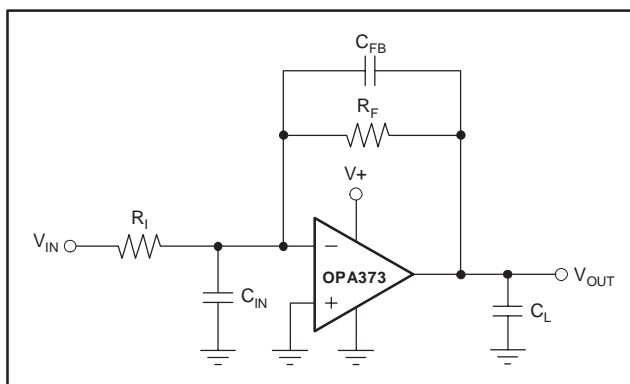 C_FB
R_F
V+
R_I
V_IN
−
OPA373
+
C_IN
V_OUT
C_L